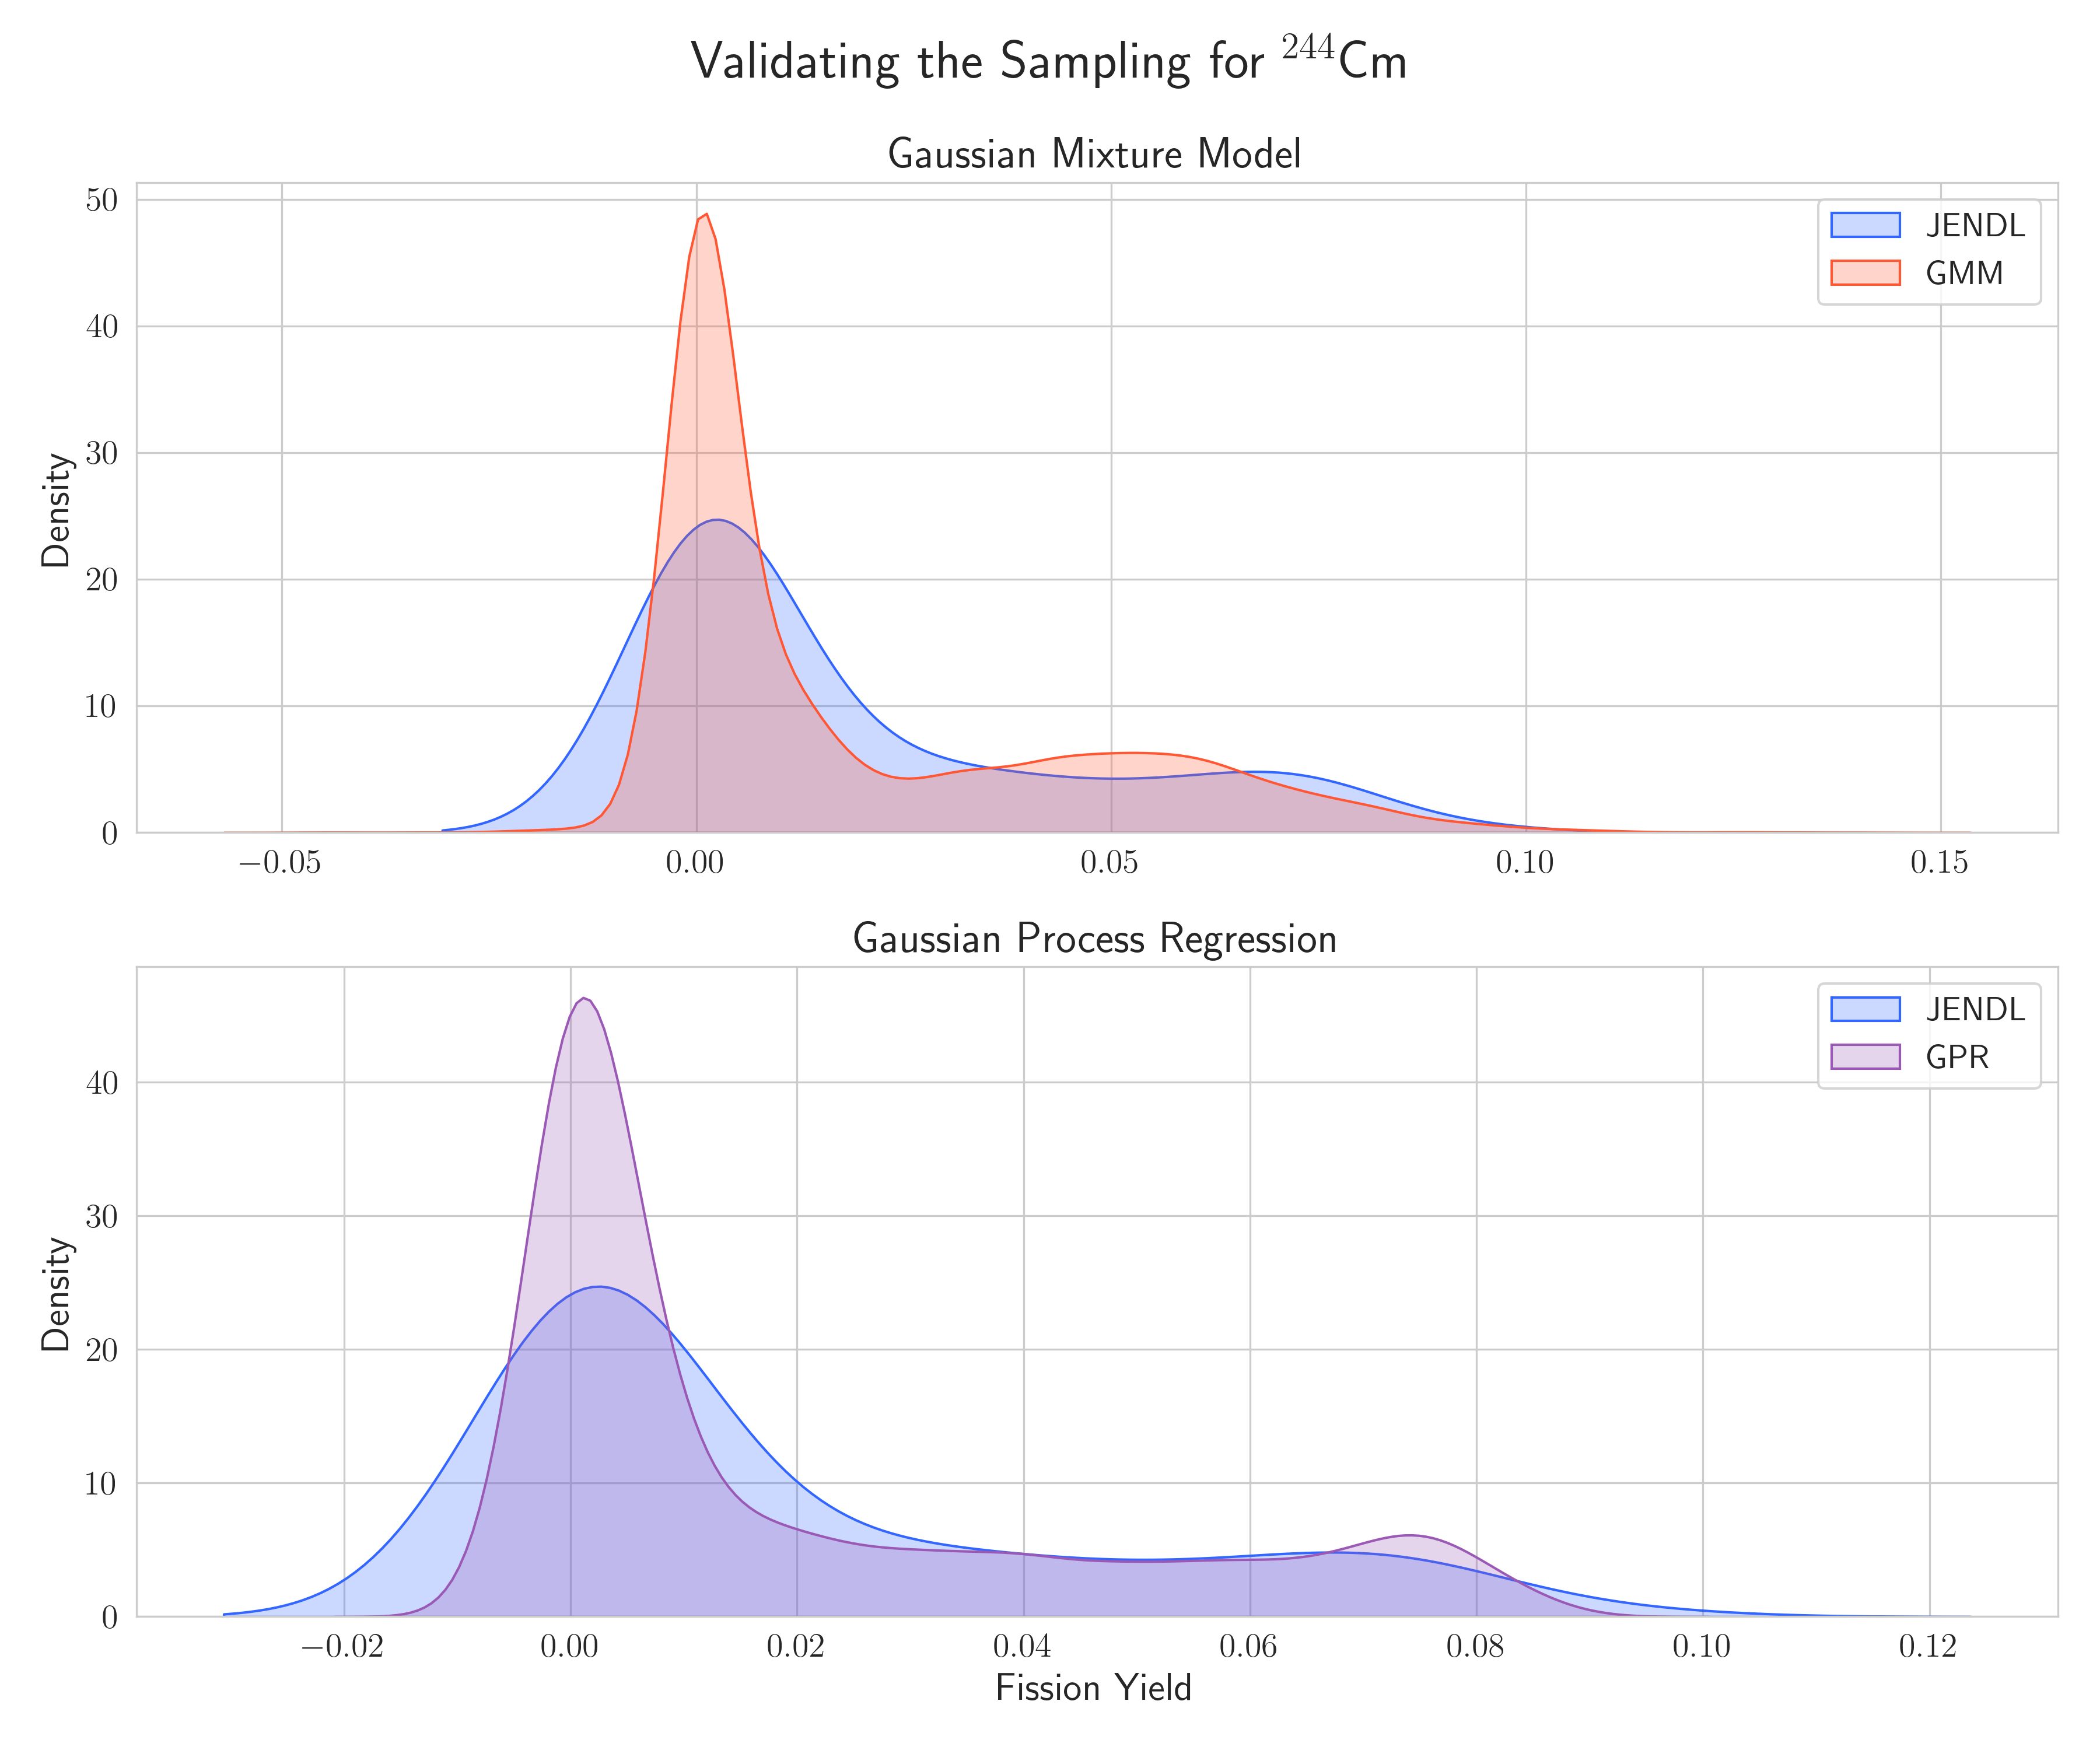 Validating the Sampling for ²⁴⁴Cm
Gaussian Mixture Model
50
40
30
20
10
0
Density
JENDL
GMM
−0.05 0.00 0.05 0.10 0.15
Gaussian Process Regression
40
30
20
10
0
Density
JENDL
GPR
−0.02 0.00 0.02 0.04 0.06 0.08 0.10 0.12
Fission Yield